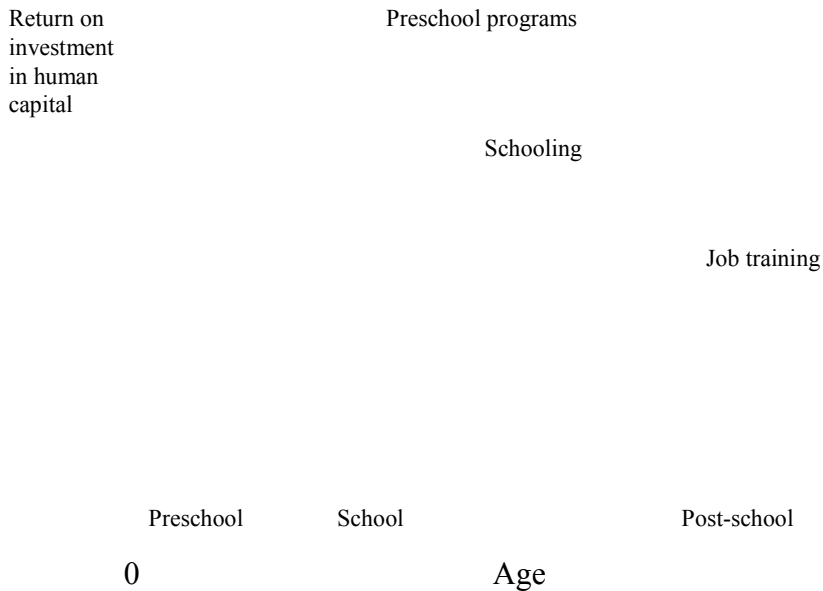 Return on
investment
in human
capital
Preschool programs
Schooling
Job training
Preschool School Post-school
0 Age